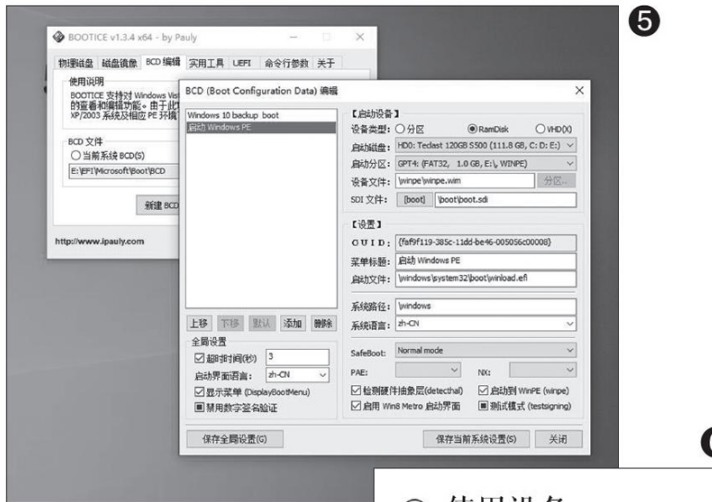 ⑤
BOOTICE v1.3.4 x64 - by Pauly
物理磁盘 磁盘镜像 BCD 编辑 实用工具 UEFI 命令行参数 关于
使用说明
BOOTICE 支持对 Windows Vis
的查看和编辑功能。由于此
XP/2003 系统及相应 PE 环境下
BCD 文件
当前系统 BCD(S)
E:\EFI\Microsoft\Boot\BCD
新建 BCD
http://www.ipauly.com
BCD (Boot Configuration Data) 编辑
Windows 10 backup boot
启动 Windows PE
上移 下移 默认 添加 删除
全局设置
超时时间(秒) 3
启动界面语言: zh-CN
显示菜单 (DisplayBootMenu)
禁用数字签名验证
保存全局设置(G)
【启动设备】
设备类型: 分区 RamDisk VHD(X)
启动磁盘: HD0: Teclast 120GB S500 (111.8 GB, C: D: E:)
启动分区: GPT4: (FAT32, 1.0 GB, E:\, WINPE)
设备文件: \winpe\winpe.wim 分区...
SDI 文件: [boot] \boot\boot.sdi
【设置】
GUID: {faf9f119-385c-11dd-be46-005056c00008}
菜单标题: 启动 Windows PE
启动文件: \windows\system32\boot\winload.efi
系统路径: \windows
系统语言: zh-CN
SafeBoot: Normal mode
PAE: NX:
检测硬件抽象层(detecthal) 启动到 WinPE (winpe)
启用 Win8 Metro 启动界面 测试模式 (testsigning)
保存当前系统设置(S) 关闭
使用设备